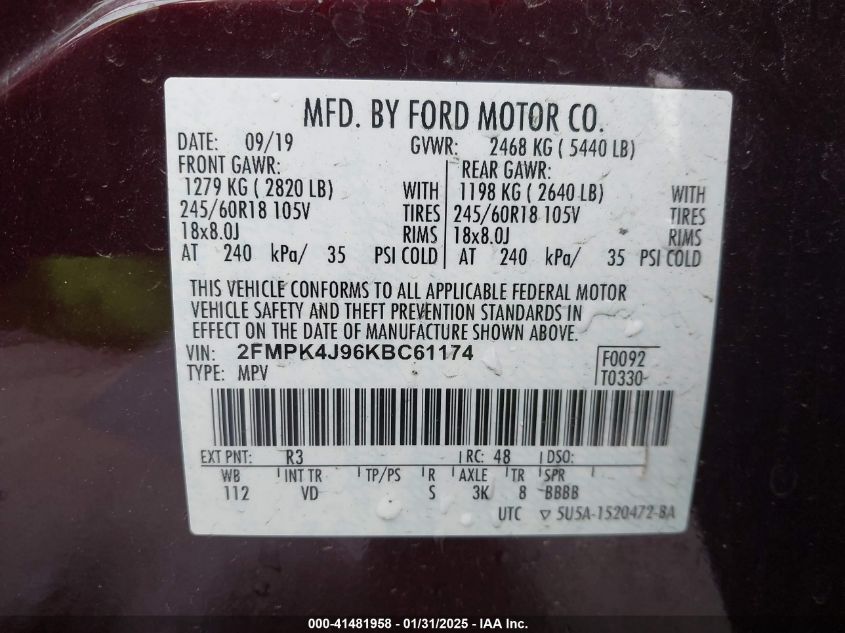 MFD. BY FORD MOTOR CO.
DATE: 09/19 GVWR: 2468 KG ( 5440 LB)
FRONT GAWR: REAR GAWR:
1279 KG ( 2820 LB) WITH 1198 KG ( 2640 LB) WITH
245/60R18 105V TIRES 245/60R18 105V TIRES
18x8.0J RIMS 18x8.0J RIMS
AT 240 kPa/ 35 PSI COLD AT 240 kPa/ 35 PSI COLD
THIS VEHICLE CONFORMS TO ALL APPLICABLE FEDERAL MOTOR
VEHICLE SAFETY AND THEFT PREVENTION STANDARDS IN
EFFECT ON THE DATE OF MANUFACTURE SHOWN ABOVE.
VIN: 2FMPK4J96KBC61174 F0092
TYPE: MPV T0330
EXT PNT: R3 RC: 48 DSO:
WB INT TR TP/PS R AXLE TR SPR
112 VD S 3K 8 BBBB
UTC ▽ 5U5A-1520472-BA
000-41481958 - 01/31/2025 - IAA Inc.